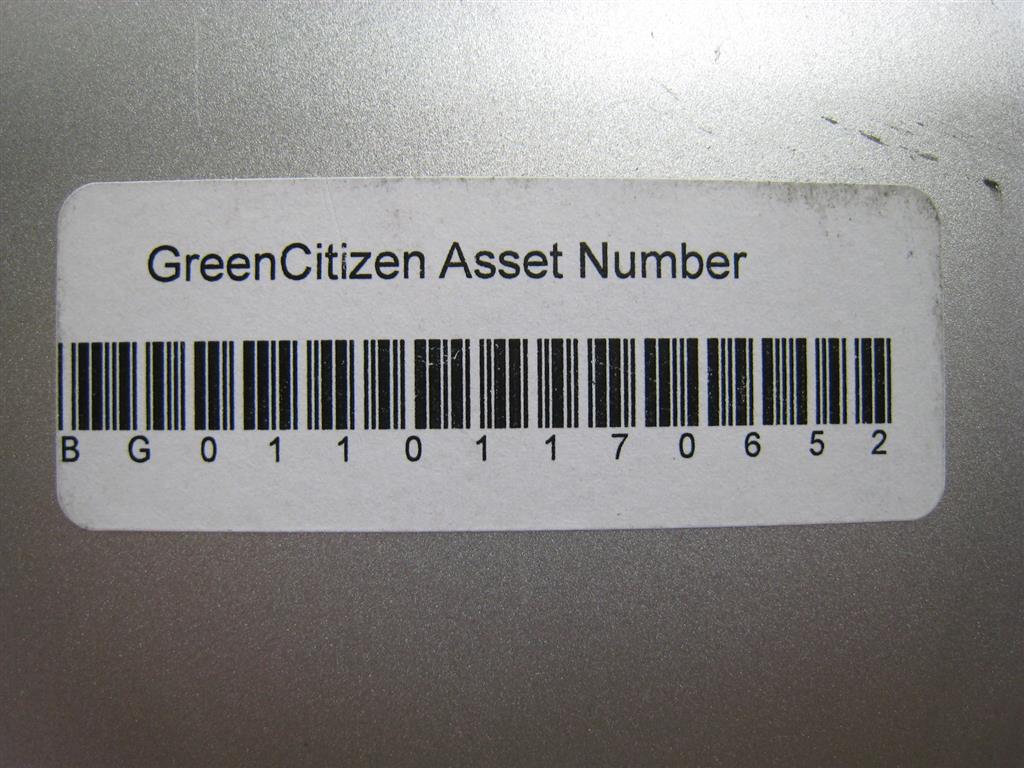 GreenCitizen Asset Number
B G 0 1 1 0 1 1 7 0 6 5 2